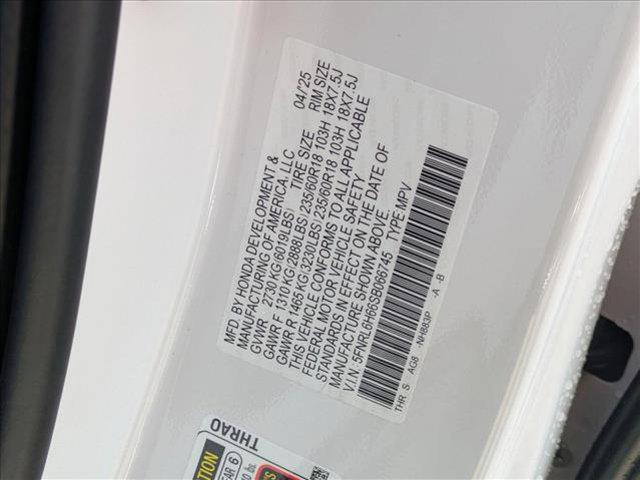 MFD. BY HONDA DEVELOPMENT &
MANUFACTURING OF AMERICA, LLC 04/25
GVWR 2730 KG(6019LBS) TIRE SIZE RIM SIZE
GAWR F 1310 KG(2888LBS) 235/60R18 103H 18X7.5J
GAWR R 1465 KG(3230LBS) 235/60R18 103H 18X7.5J
THIS VEHICLE CONFORMS TO ALL APPLICABLE
FEDERAL MOTOR VEHICLE SAFETY
STANDARDS IN EFFECT ON THE DATE OF
MANUFACTURE SHOWN ABOVE.
V.I.N.: 5FNRL6H66SB066745 TYPE:MPV
THR S AG8 -NH883P -A -B
THRA0